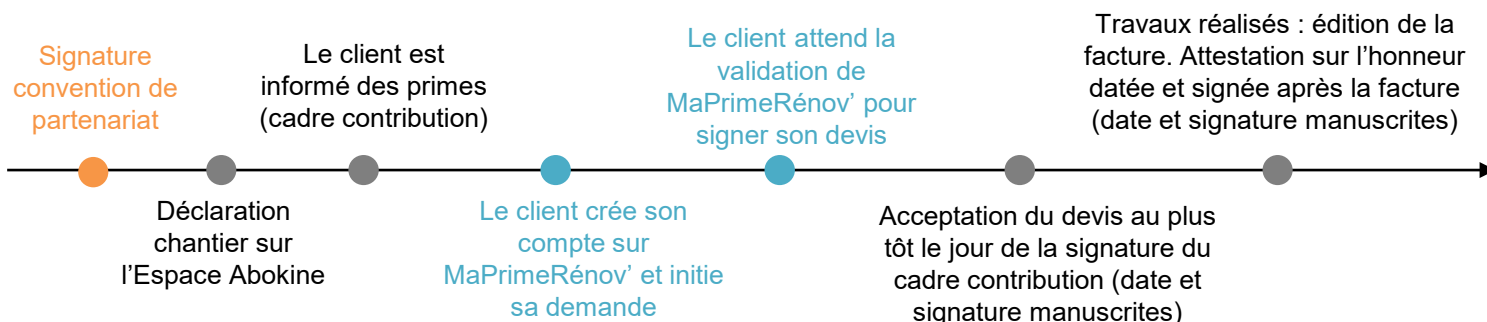 Signature
convention de
partenariat
Déclaration
chantier sur
l’Espace Abokine
Le client est
informé des primes
(cadre contribution)
Le client crée son
compte sur
MaPrimeRénov’ et initie
sa demande
Le client attend la
validation de
MaPrimeRénov’ pour
signer son devis
Acceptation du devis au plus
tôt le jour de la signature du
cadre contribution (date et
signature manuscrites)
Travaux réalisés : édition de la
facture. Attestation sur l’honneur
datée et signée après la facture
(date et signature manuscrites)